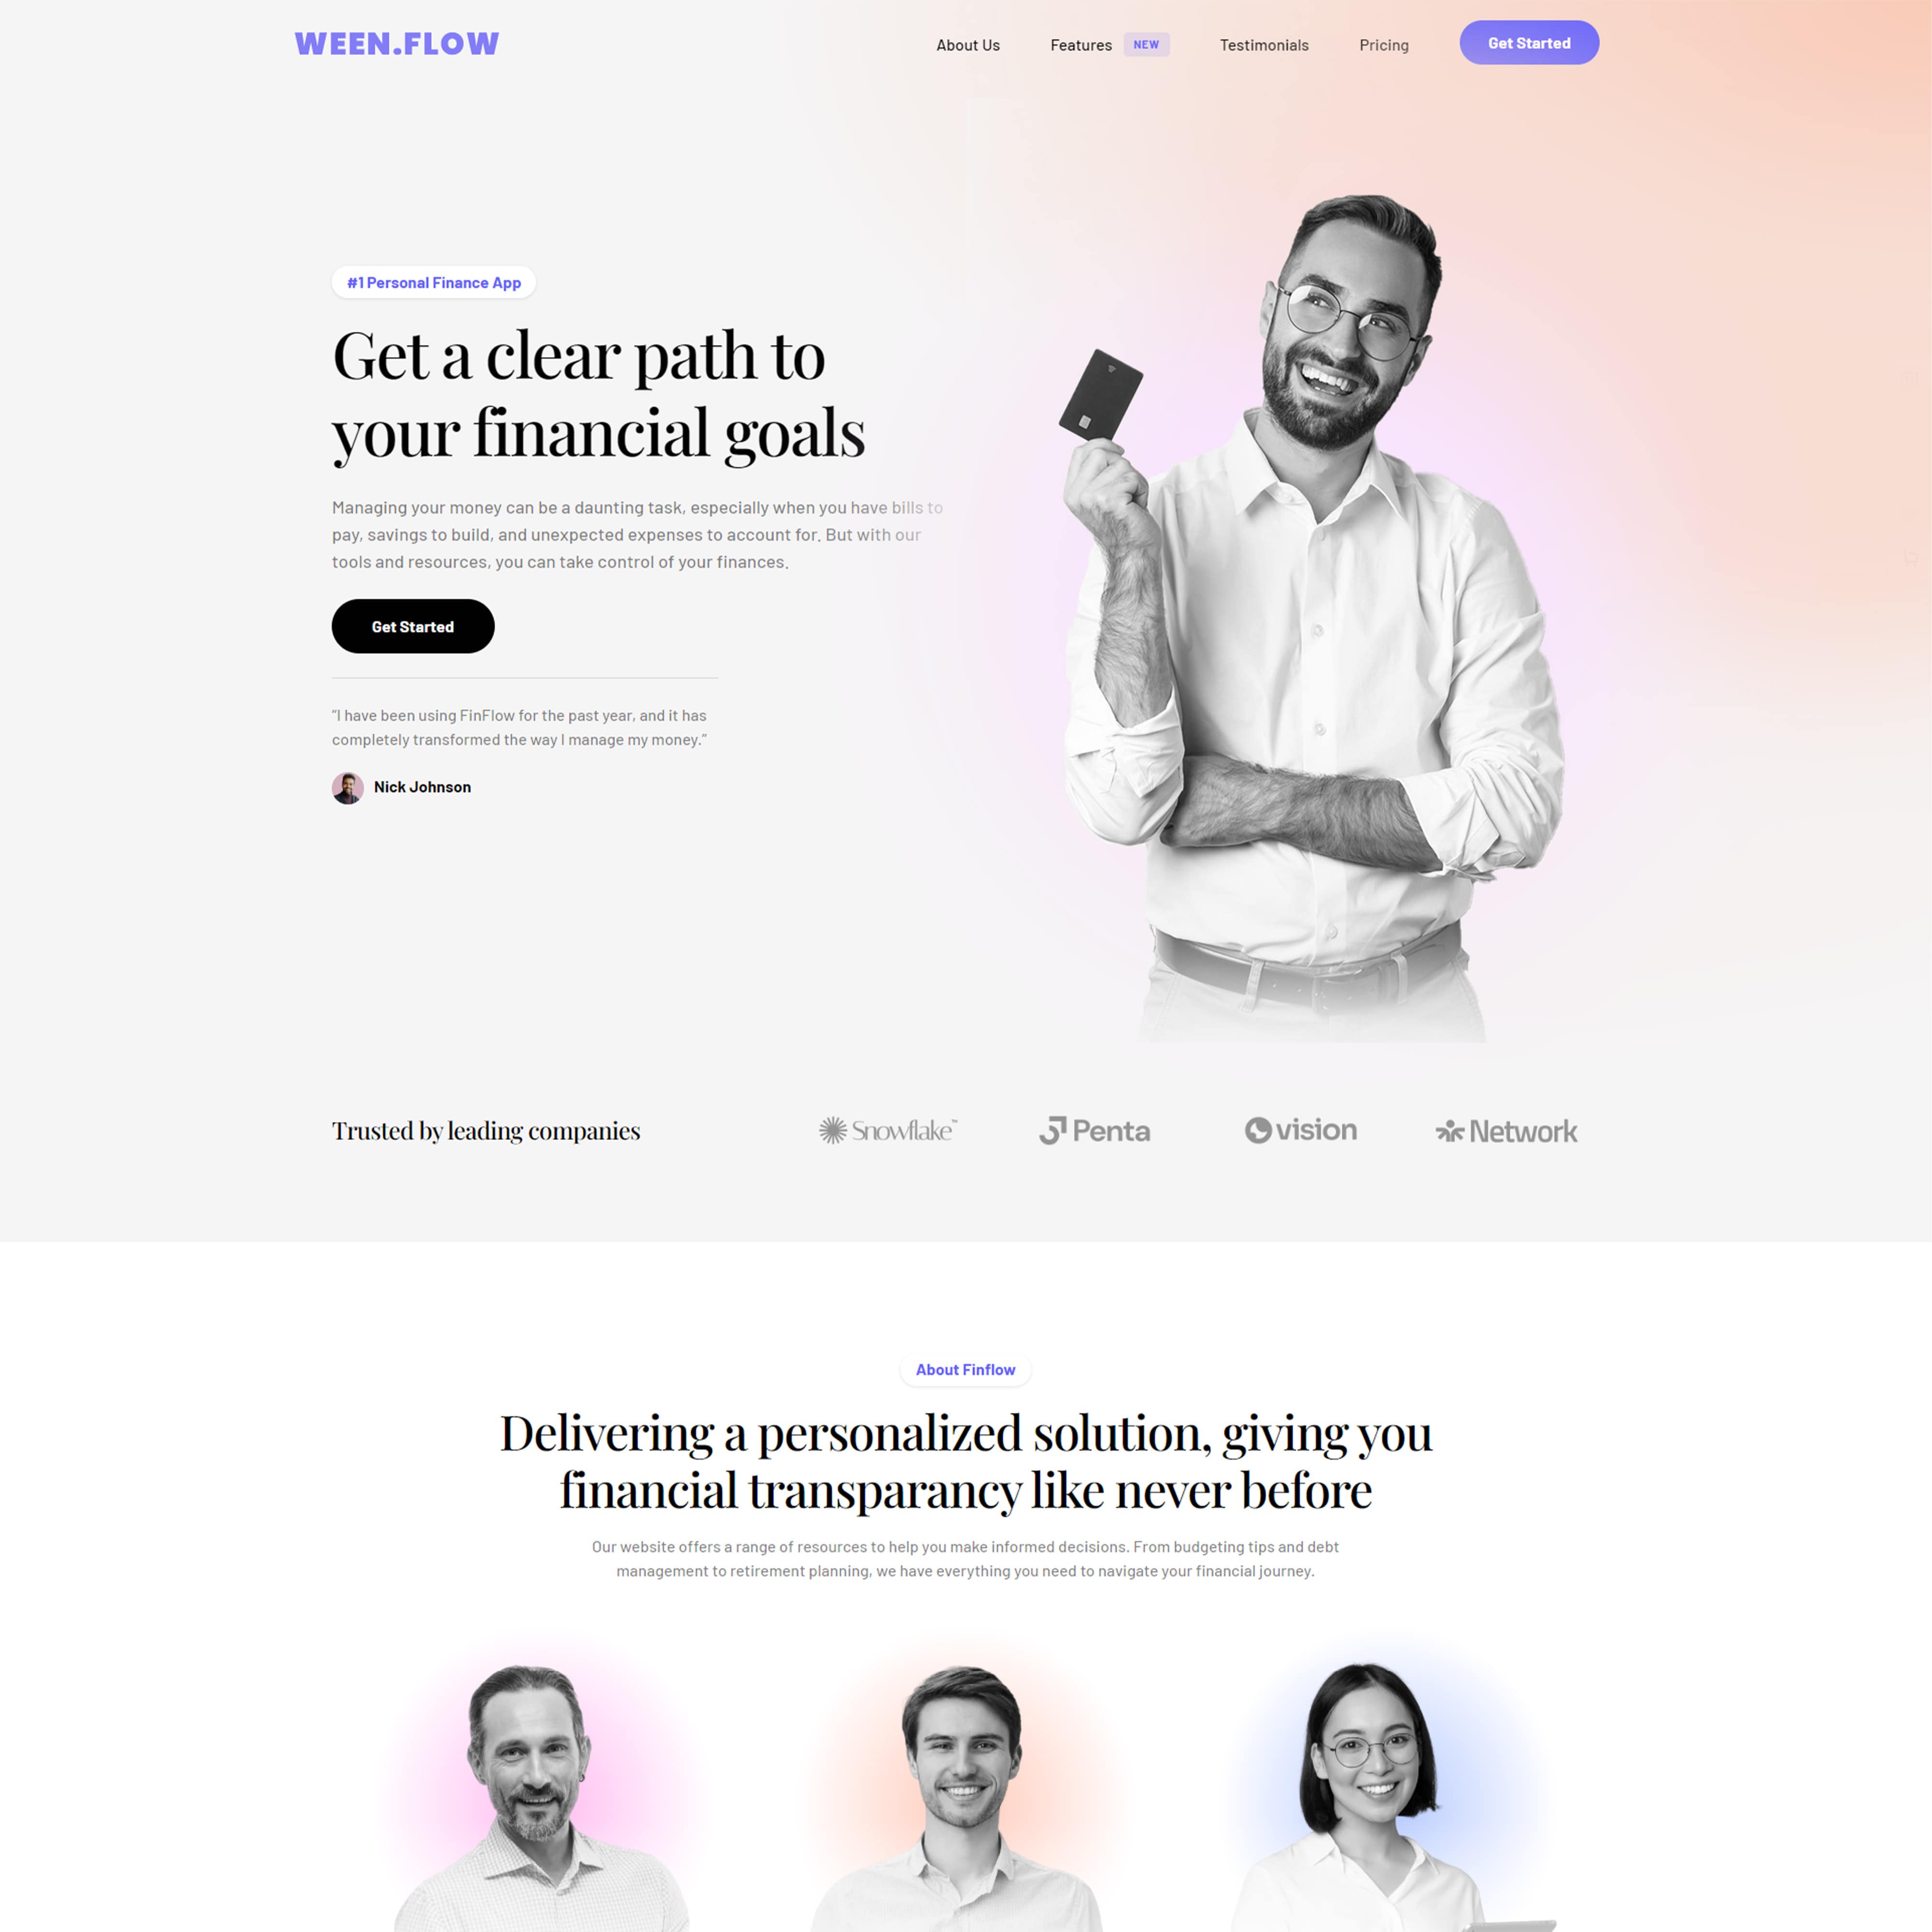 WEEN.FLOW
About Us
Features
NEW
Testimonials
Pricing
Get Started
#1 Personal Finance App
Get a clear path to
your financial goals
Managing your money can be a daunting task, especially when you have bills to
pay, savings to build, and unexpected expenses to account for. But with our
tools and resources, you can take control of your finances.
Get Started
“I have been using FinFlow for the past year, and it has
completely transformed the way I manage my money.”
Nick Johnson
Trusted by leading companies
Snowflake™
Penta
vision
Network
About Finflow
Delivering a personalized solution, giving you
financial transparancy like never before
Our website offers a range of resources to help you make informed decisions. From budgeting tips and debt
management to retirement planning, we have everything you need to navigate your financial journey.